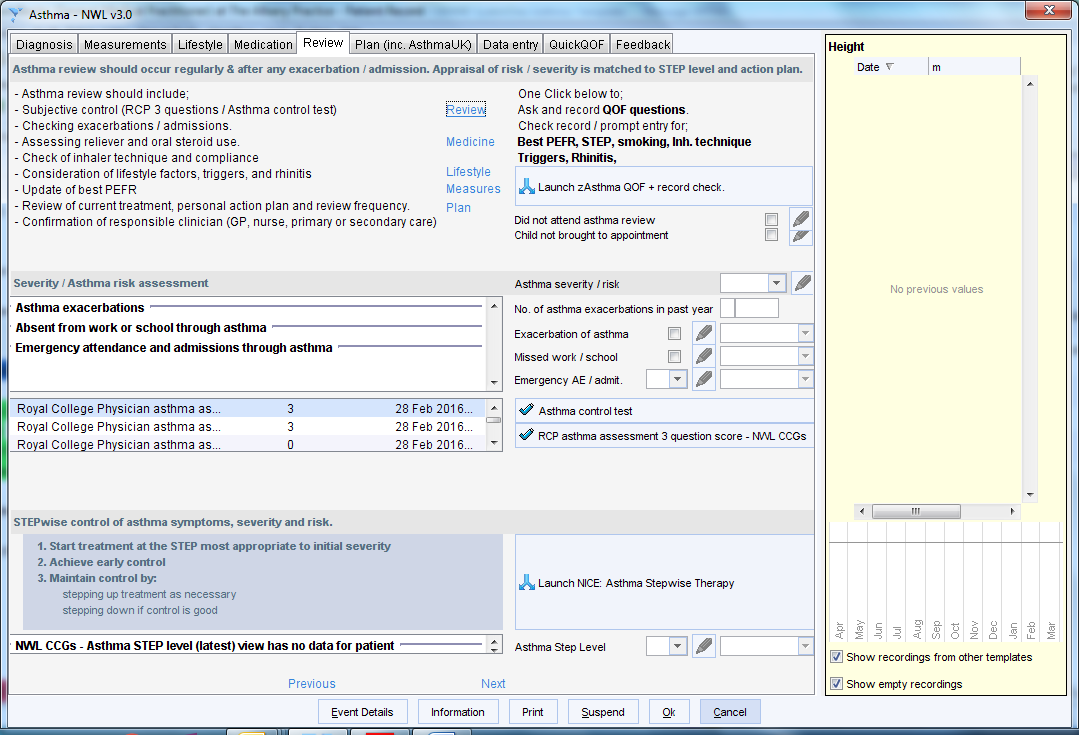 Asthma - NWL v3.0
Diagnosis Measurements Lifestyle Medication Review Plan (inc. AsthmaUK) Data entry QuickQOF Feedback
Asthma review should occur regularly & after any exacerbation / admission. Appraisal of risk / severity is matched to STEP level and action plan.
- Asthma review should include;
- Subjective control (RCP 3 questions / Asthma control test)
- Checking exacerbations / admissions.
- Assessing reliever and oral steroid use.
- Check of inhaler technique and compliance
- Consideration of lifestyle factors, triggers, and rhinitis
- Update of best PEFR
- Review of current treatment, personal action plan and review frequency.
- Confirmation of responsible clinician (GP, nurse, primary or secondary care)
Review
Medicine
Lifestyle
Measures
Plan
One Click below to;
Ask and record QOF questions.
Check record / prompt entry for;
Best PEFR, STEP, smoking, Inh. technique
Triggers, Rhinitis,
Launch zAsthma QOF + record check.
Did not attend asthma review
Child not brought to appointment
Severity / Asthma risk assessment
Asthma exacerbations
Absent from work or school through asthma
Emergency attendance and admissions through asthma
Asthma severity / risk
No. of asthma exacerbations in past year
Exacerbation of asthma
Missed work / school
Emergency AE / admit.
Royal College Physician asthma as... 3 28 Feb 2016...
Royal College Physician asthma as... 3 28 Feb 2016...
Royal College Physician asthma as... 0 28 Feb 2016...
Asthma control test
RCP asthma assessment 3 question score - NWL CCGs
STEPwise control of asthma symptoms, severity and risk.
1. Start treatment at the STEP most appropriate to initial severity
2. Achieve early control
3. Maintain control by:
stepping up treatment as necessary
stepping down if control is good
Launch NICE: Asthma Stepwise Therapy
NWL CCGs - Asthma STEP level (latest) view has no data for patient
Asthma Step Level
Previous Next
Height
Date m
No previous values
Apr May Jun Jul Aug Sep Oct Nov Dec Jan Feb Mar
Show recordings from other templates
Show empty recordings
Event Details Information Print Suspend Ok Cancel